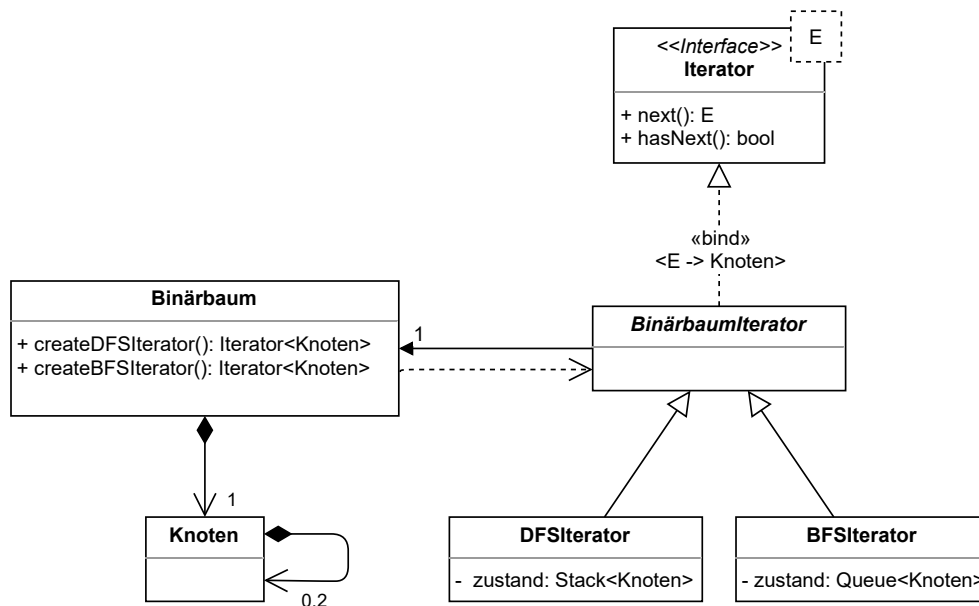 <<Interface>>
Iterator
E
+ next(): E
+ hasNext(): bool
«bind»
<E -> Knoten>
Binärbaum
+ createDFSIterator(): Iterator<Knoten>
+ createBFSIterator(): Iterator<Knoten>
1
BinärbaumIterator
1
Knoten
0,2
DFSIterator
- zustand: Stack<Knoten>
BFSIterator
- zustand: Queue<Knoten>